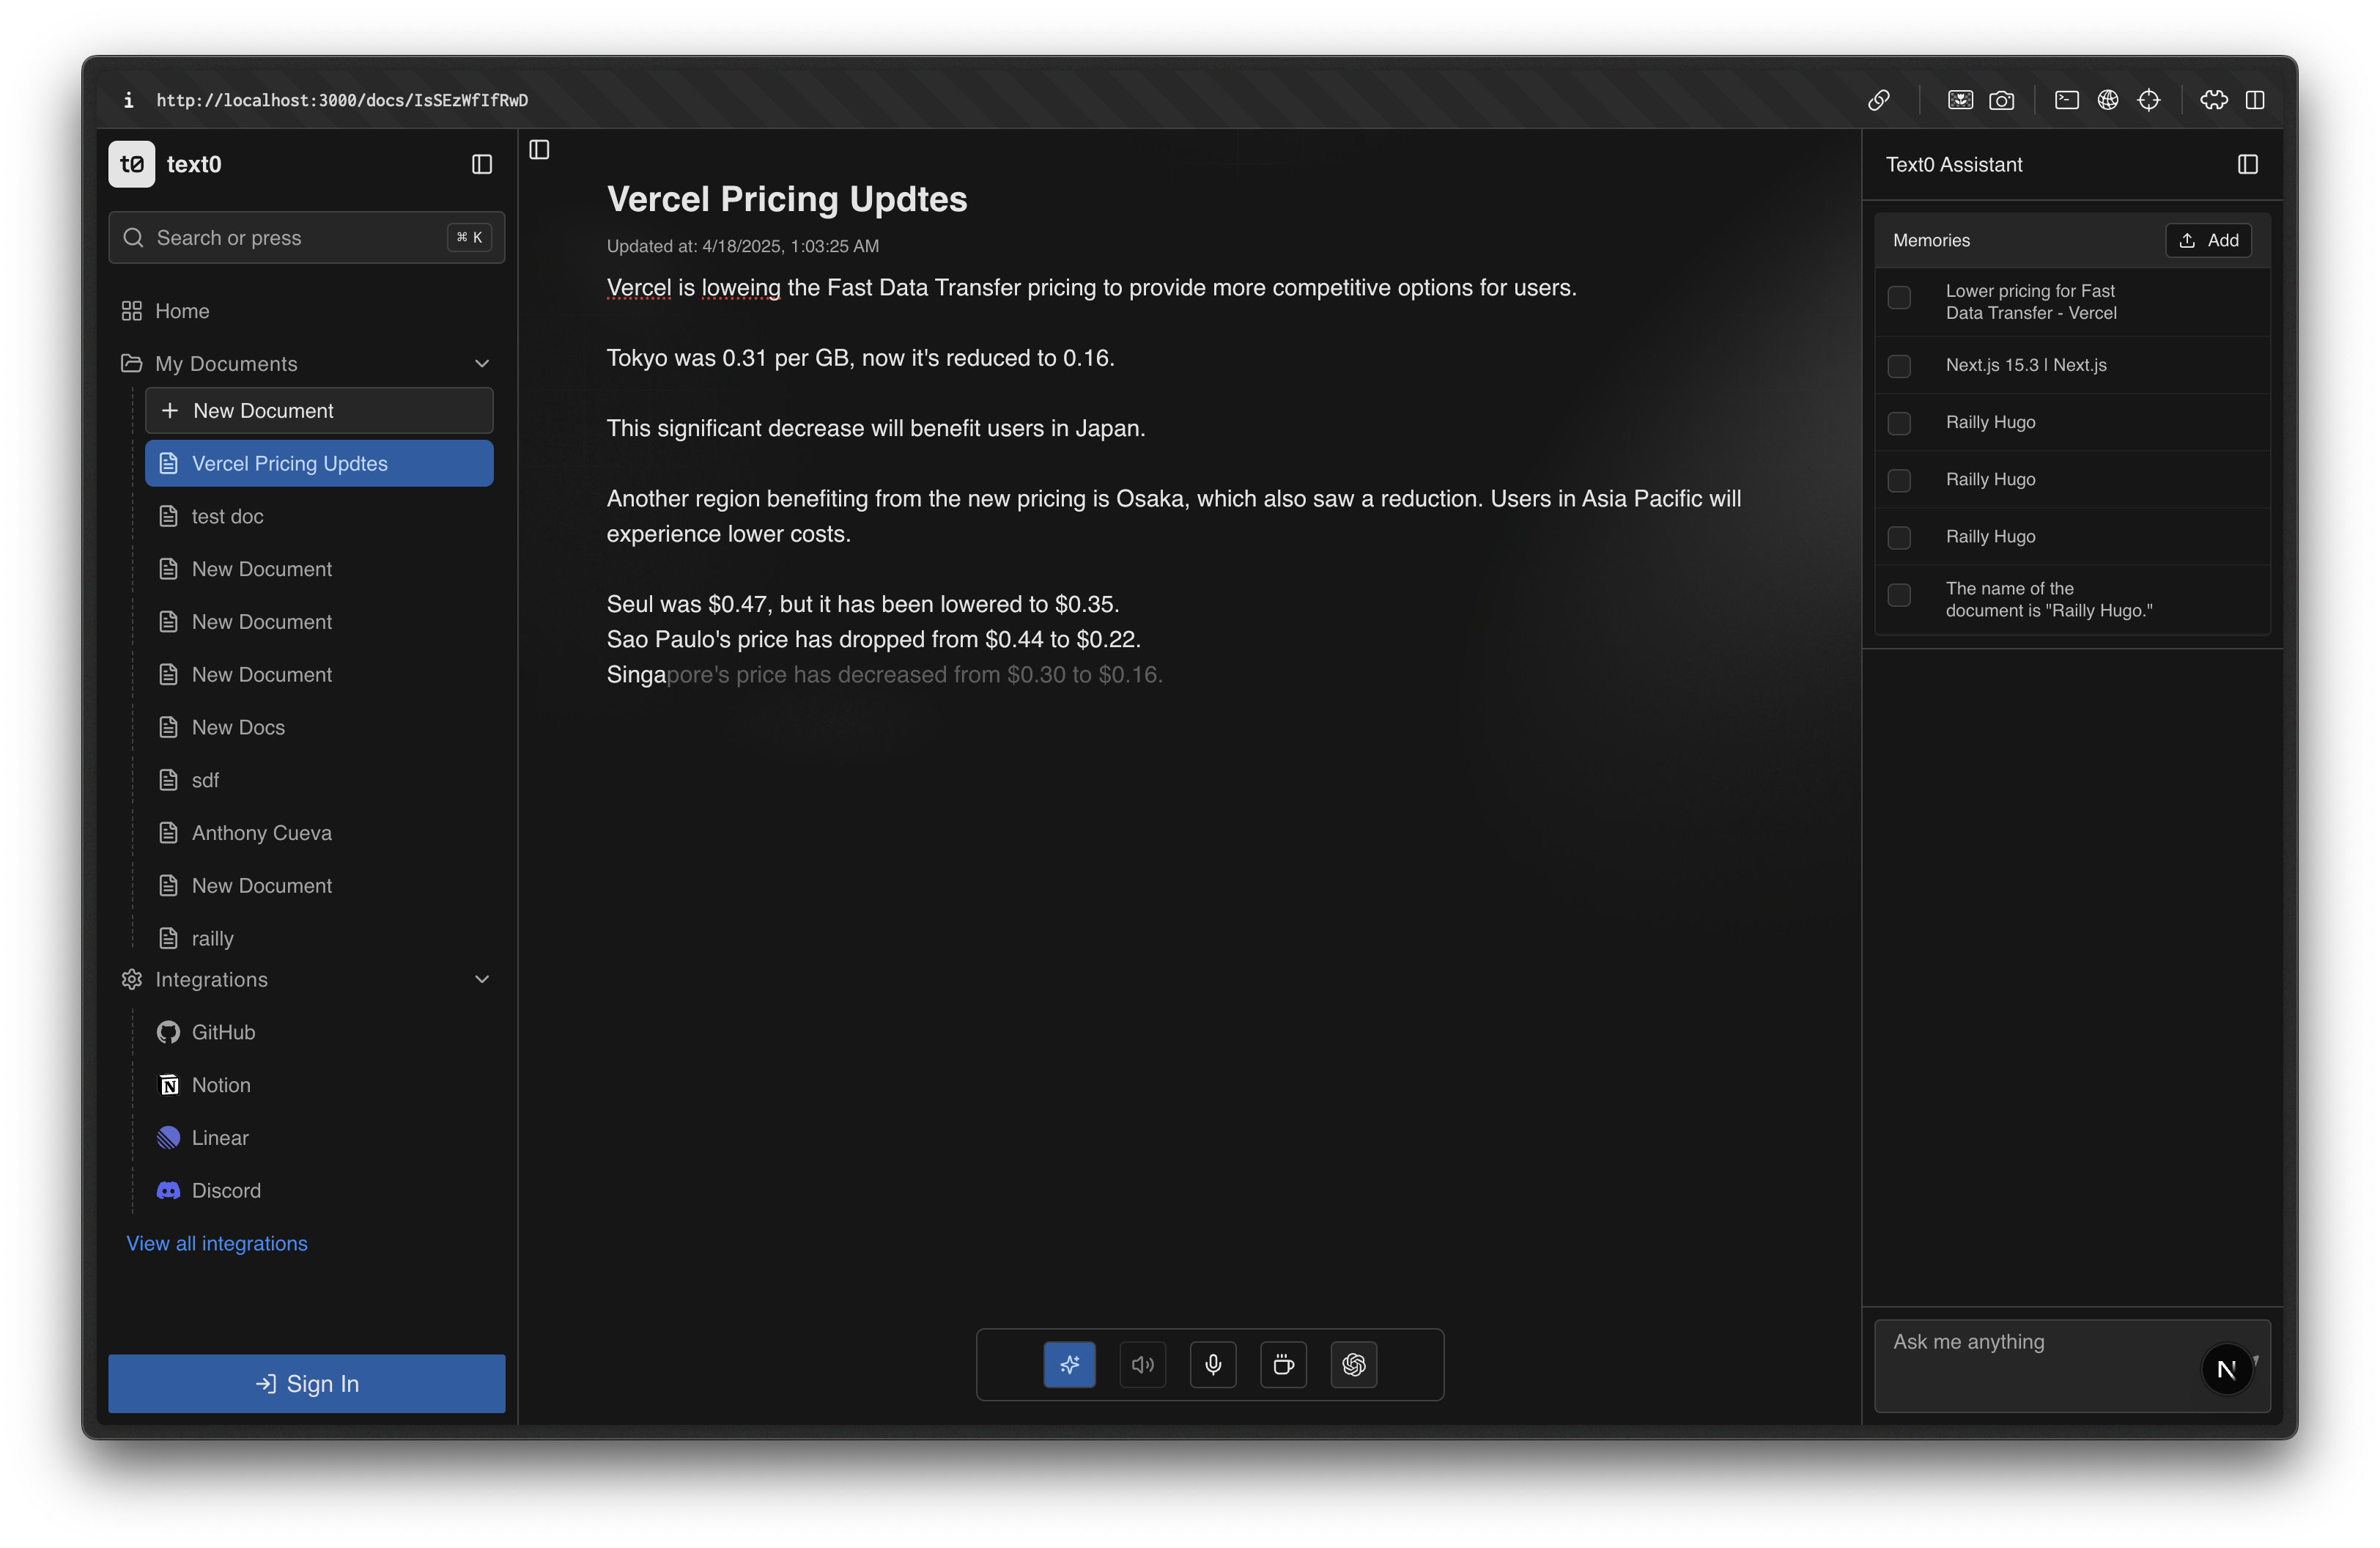 i http://localhost:3000/docs/IsSEzWfIfRwD
t0 text0
Search or press ⌘ K
Home
My Documents
New Document
Vercel Pricing Updtes
test doc
New Document
New Document
New Document
New Docs
sdf
Anthony Cueva
New Document
railly
Integrations
GitHub
Notion
Linear
Discord
View all integrations
Sign In
Vercel Pricing Updtes
Updated at: 4/18/2025, 1:03:25 AM
Vercel is loweing the Fast Data Transfer pricing to provide more competitive options for users.
Tokyo was 0.31 per GB, now it's reduced to 0.16.
This significant decrease will benefit users in Japan.
Another region benefiting from the new pricing is Osaka, which also saw a reduction. Users in Asia Pacific will
experience lower costs.
Seul was $0.47, but it has been lowered to $0.35.
Sao Paulo's price has dropped from $0.44 to $0.22.
Singapore's price has decreased from $0.30 to $0.16.
Text0 Assistant
Memories
Add
Lower pricing for Fast
Data Transfer - Vercel
Next.js 15.3 | Next.js
Railly Hugo
Railly Hugo
Railly Hugo
The name of the
document is "Railly Hugo."
Ask me anything
N